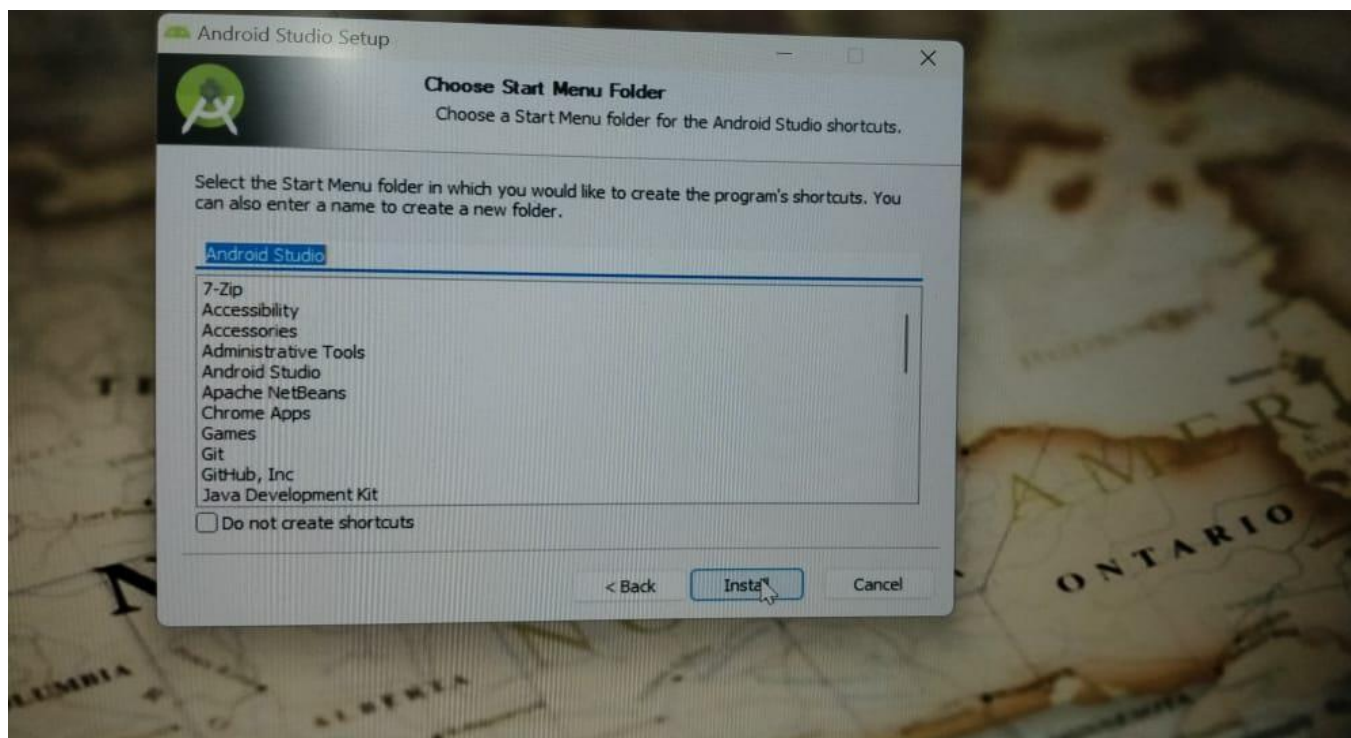 Android Studio Setup
Choose Start Menu Folder
Choose a Start Menu folder for the Android Studio shortcuts.
Select the Start Menu folder in which you would like to create the program's shortcuts. You
can also enter a name to create a new folder.
Android Studio
7-Zip
Accessibility
Accessories
Administrative Tools
Android Studio
Apache NetBeans
Chrome Apps
Games
Git
GitHub, Inc
Java Development Kit
Do not create shortcuts
< Back
Install
Cancel
ONTARIO
ALBERTA